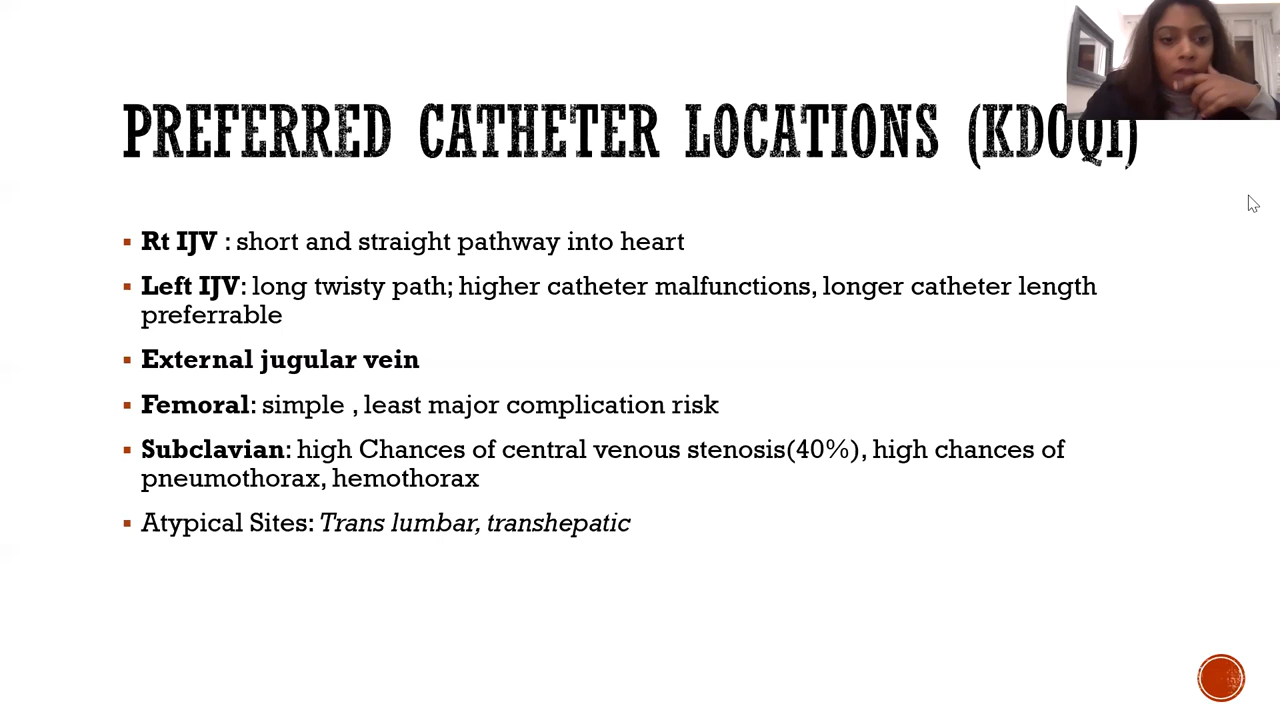 PREFERRED CATHETER LOCATIONS (KDOQI)
▪ Rt IJV : short and straight pathway into heart
▪ Left IJV: long twisty path; higher catheter malfunctions, longer catheter length
preferrable
▪ External jugular vein
▪ Femoral: simple , least major complication risk
▪ Subclavian: high Chances of central venous stenosis(40%), high chances of
pneumothorax, hemothorax
▪ Atypical Sites: Trans lumbar, transhepatic